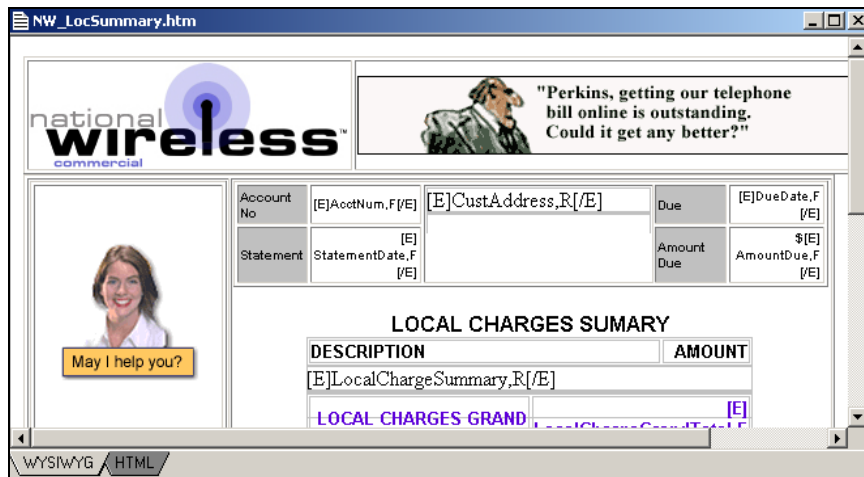 NW_LocSummary.htm
national
wireless™
commercial
"Perkins, getting our telephone
bill online is outstanding.
Could it get any better?"
Account
No
[E]AcctNum,F[/E]
[E]CustAddress,R[/E]
Due
[E]DueDate,F
[/E]
Statement
[E]
StatementDate,F
[/E]
Amount
Due
$[E]
AmountDue,F
[/E]
May I help you?
LOCAL CHARGES SUMARY
DESCRIPTION
AMOUNT
[E]LocalChargeSummary,R[/E]
LOCAL CHARGES GRAND
[E]
WYSIWYG
HTML